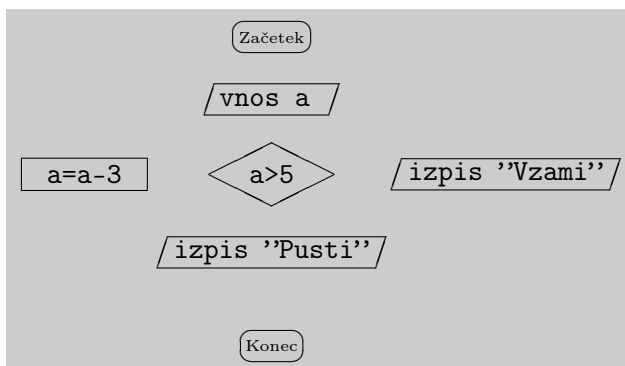 Začetek
vnos a
a=a-3
a>5
izpis ”Vzami”
izpis ”Pusti”
Konec